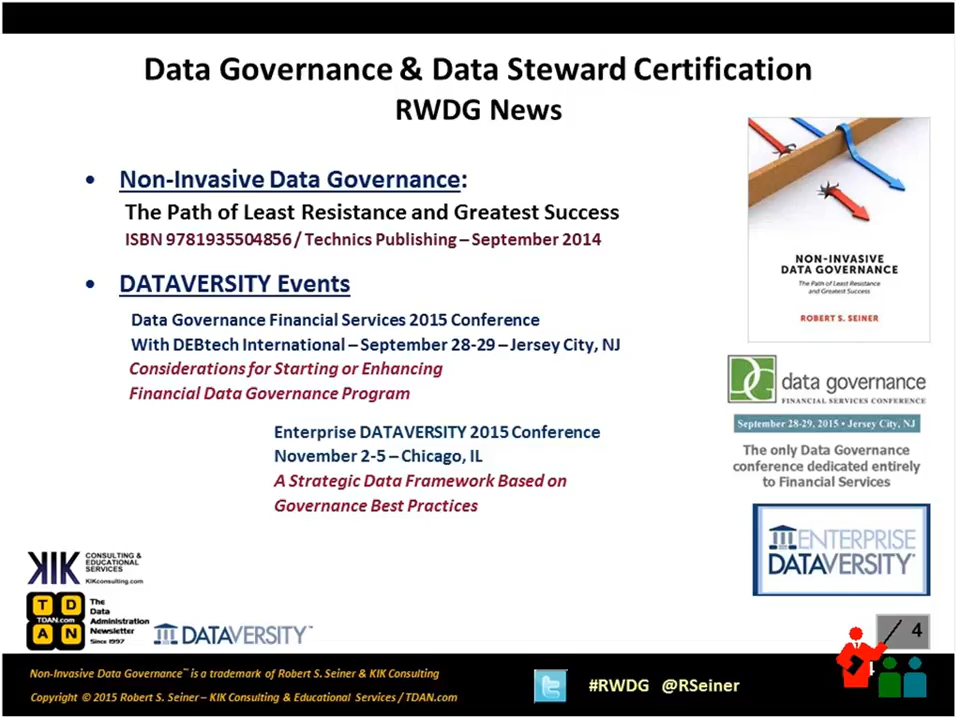 Data Governance & Data Steward Certification
RWDG News
• Non-Invasive Data Governance:
The Path of Least Resistance and Greatest Success
ISBN 9781935504856 / Technics Publishing – September 2014
• DATAVERSITY Events
Data Governance Financial Services 2015 Conference
With DEBtech International – September 28-29 – Jersey City, NJ
Considerations for Starting or Enhancing
Financial Data Governance Program
Enterprise DATAVERSITY 2015 Conference
November 2-5 – Chicago, IL
A Strategic Data Framework Based on
Governance Best Practices
NON-INVASIVE
DATA GOVERNANCE
The Path of Least Resistance
and Greatest Success
ROBERT S. SEINER
DG data governance
FINANCIAL SERVICES CONFERENCE
September 28-29, 2015 • Jersey City, NJ
The only Data Governance
conference dedicated entirely
to Financial Services
ENTERPRISE
DATAVERSITY™
KIK CONSULTING &
EDUCATIONAL
SERVICES
KIKconsulting.com
T D
TDAN.com
A N
The
Data
Administration
Newsletter
Since 1997
DATAVERSITY™
4
4
Non-Invasive Data Governance™ is a trademark of Robert S. Seiner & KIK Consulting
Copyright © 2015 Robert S. Seiner – KIK Consulting & Educational Services / TDAN.com
#RWDG @RSeiner